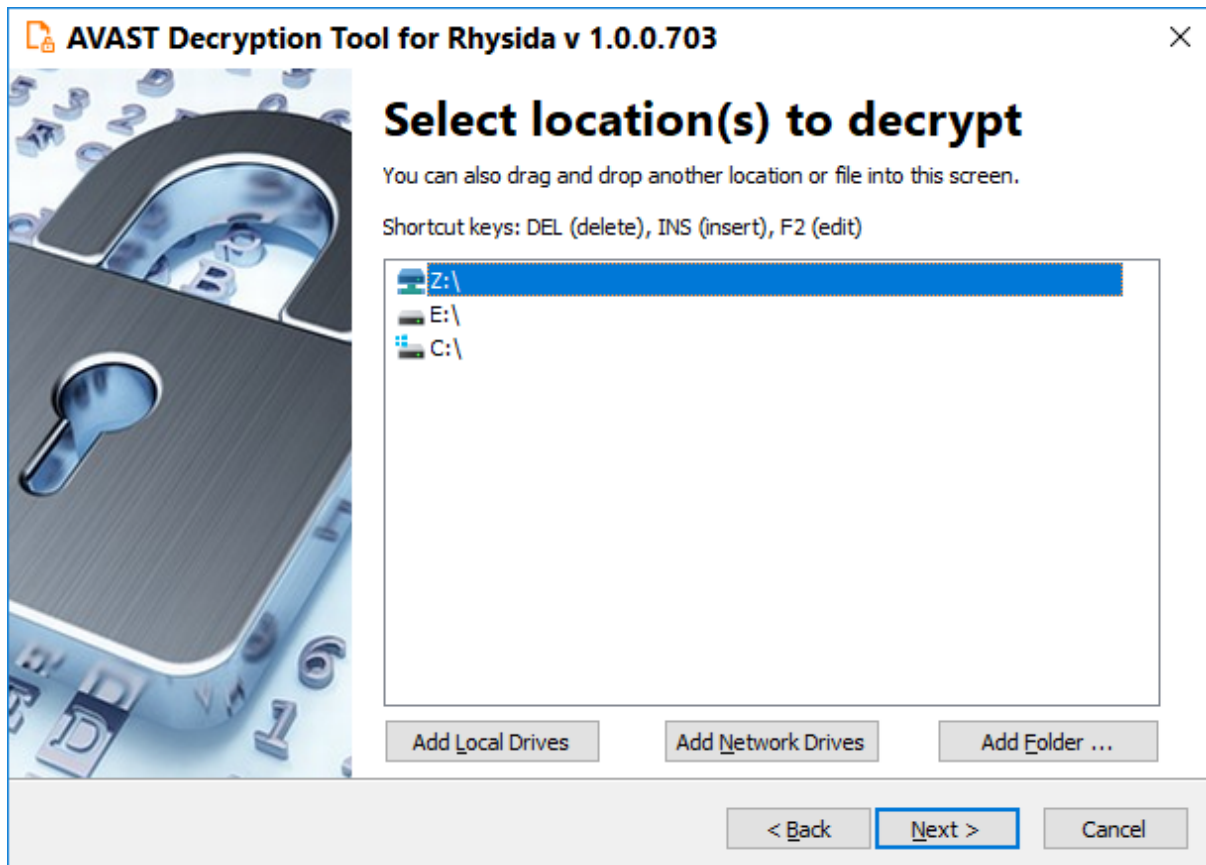 AVAST Decryption Tool for Rhysida v 1.0.0.703
Select location(s) to decrypt
You can also drag and drop another location or file into this screen.
Shortcut keys: DEL (delete), INS (insert), F2 (edit)
Z:\
E:\
C:\
Add Local Drives
Add Network Drives
Add Folder ...
< Back
Next >
Cancel